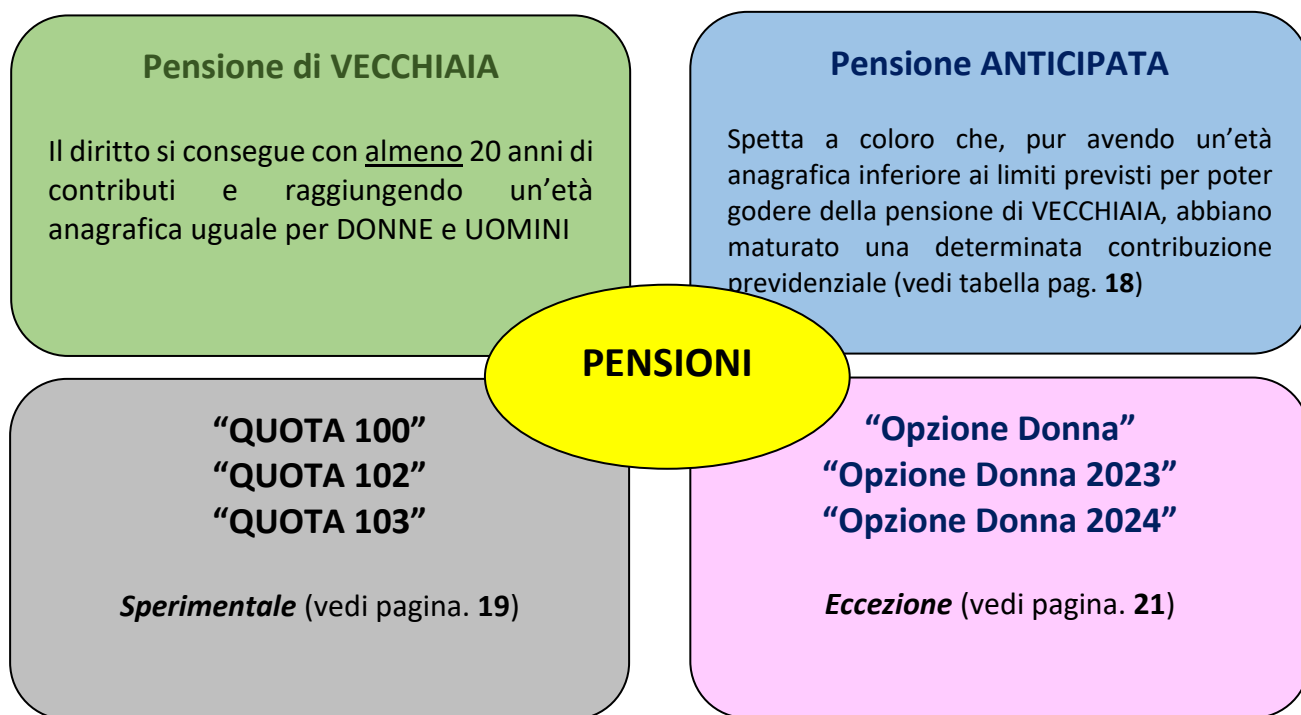 Pensione di VECCHIAIA
Il diritto si consegue con almeno 20 anni di
contributi e raggiungendo un’età
anagrafica uguale per DONNE e UOMINI
Pensione ANTICIPATA
Spetta a coloro che, pur avendo un’età
anagrafica inferiore ai limiti previsti per poter
godere della pensione di VECCHIAIA, abbiano
maturato una determinata contribuzione
previdenziale (vedi tabella pag. 18)
PENSIONI
“QUOTA 100”
“QUOTA 102”
“QUOTA 103”
Sperimentale (vedi pagina. 19)
“Opzione Donna”
“Opzione Donna 2023”
“Opzione Donna 2024”
Eccezione (vedi pagina. 21)